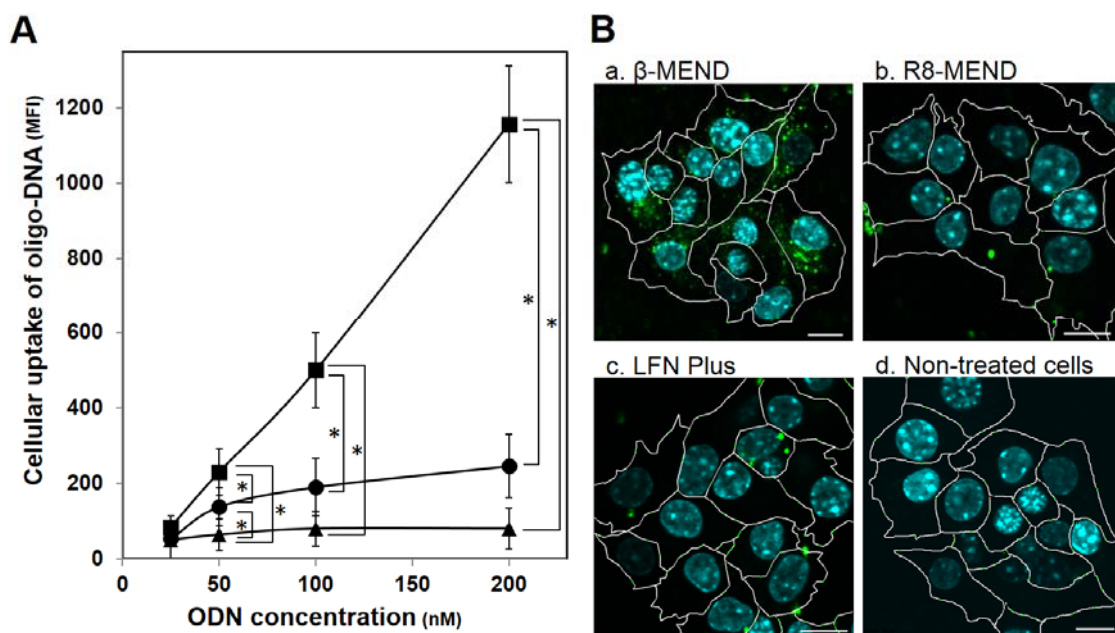 A
Cellular uptake of oligo-DNA (MFI)
1200
1000
800
600
400
200
0
0
50
100
150
200
ODN concentration (nM)
*
*
*
*
*
*
*
B
a. β-MEND
b. R8-MEND
c. LFN Plus
d. Non-treated cells